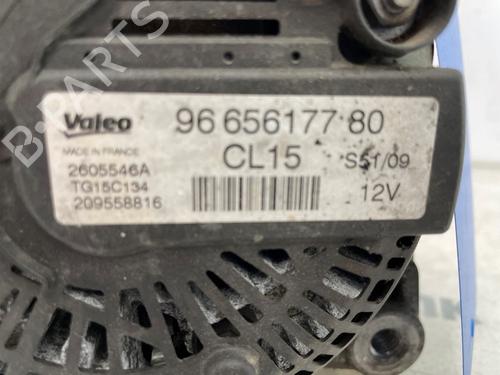 B-PARTS
Valeo
96 656177 80
MADE IN FRANCE
CL15
S51/09
2605546A
TG15C134
12V
209558816